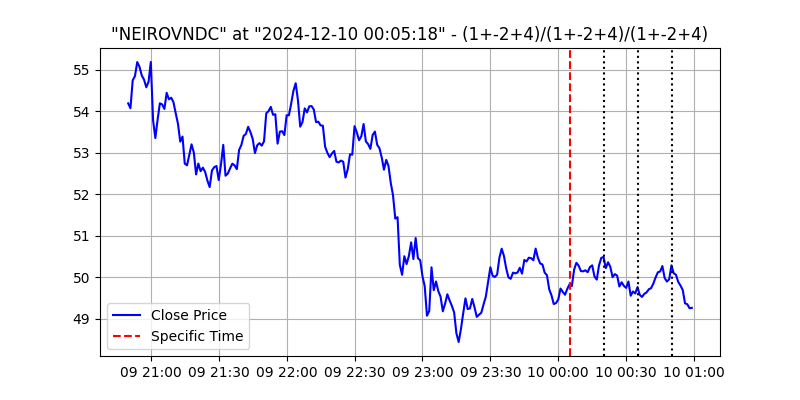 "NEIROVNDC" at "2024-12-10 00:05:18" - (1+-2+4)/(1+-2+4)/(1+-2+4)
55
54
53
52
51
50
49
Close Price
Specific Time
09 21:00 09 21:30 09 22:00 09 22:30 09 23:00 09 23:30 10 00:00 10 00:30 10 01:00